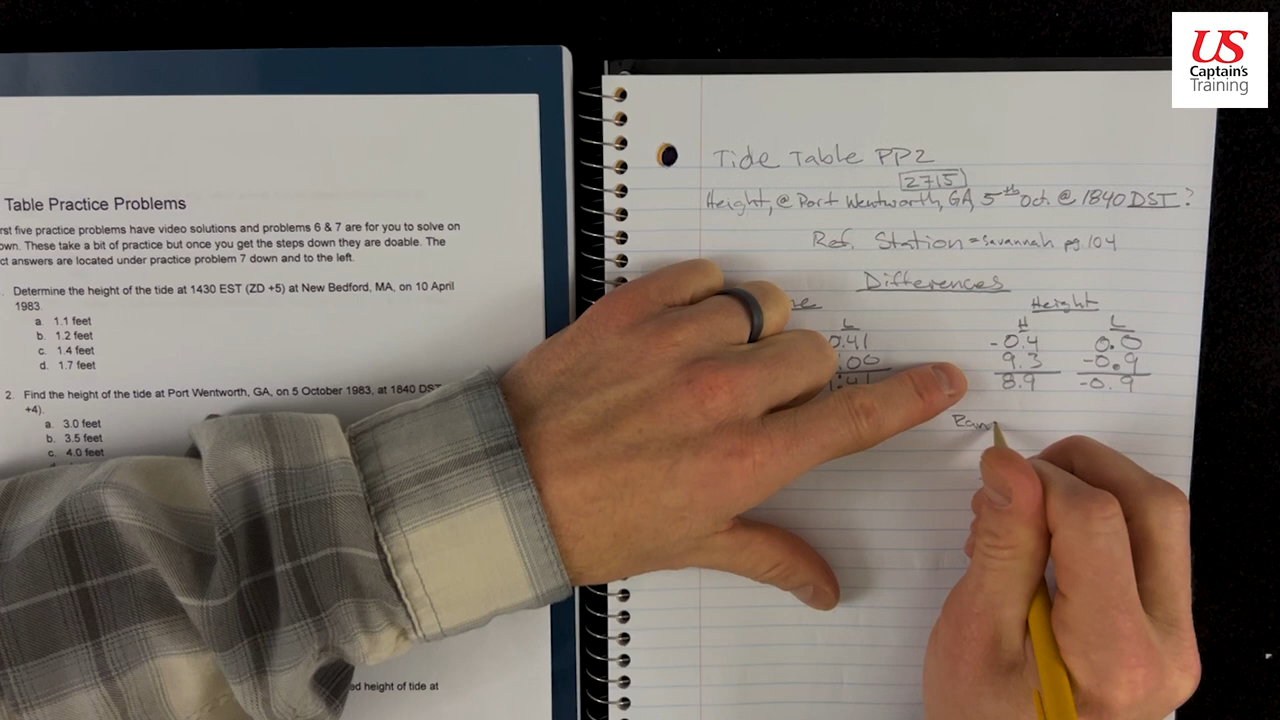 US
Captain's
Training
Table Practice Problems
rst five practice problems have video solutions and problems 6 & 7 are for you to solve on
own. These take a bit of practice but once you get the steps down they are doable. The
ct answers are located under practice problem 7 down and to the left.
Determine the height of the tide at 1430 EST (ZD +5) at New Bedford, MA, on 10 April
1983.
a. 1.1 feet
b. 1.2 feet
c. 1.4 feet
d. 1.7 feet
2. Find the height of the tide at Port Wentworth, GA, on 5 October 1983, at 1840 DST
+4).
a. 3.0 feet
b. 3.5 feet
c. 4.0 feet
ed height of tide at
Tide Table PP2
2715
Height, @ Port Wentworth, GA, 5th Oct. @ 1840 DST?
Ref. Station = Savannah pg 104
Differences
Height
L H L
0.41 -0.4 0.0
00 9.3 -0.9
:41 8.9 -0.9
Ran